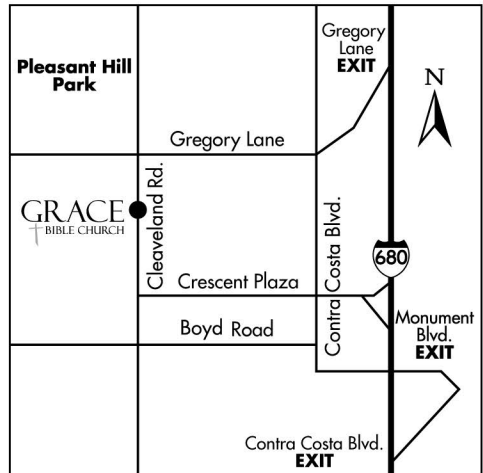 Gregory
Lane
EXIT
Pleasant Hill
Park
N
Gregory Lane
Cleaveland Rd.
GRACE
BIBLE CHURCH
Contra Costa Blvd.
680
Crescent Plaza
Monument
Blvd.
EXIT
Boyd Road
Contra Costa Blvd.
EXIT